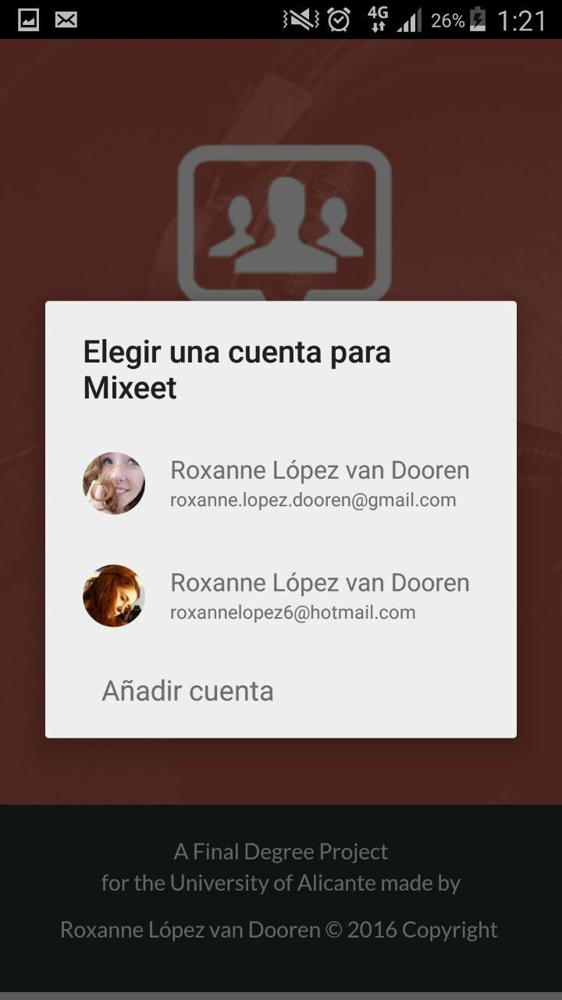 4G 26% 1:21
Elegir una cuenta para
Mixeet
Roxanne López van Dooren
roxanne.lopez.dooren@gmail.com
Roxanne López van Dooren
roxannelopez6@hotmail.com
Añadir cuenta
A Final Degree Project
for the University of Alicante made by
Roxanne López van Dooren © 2016 Copyright